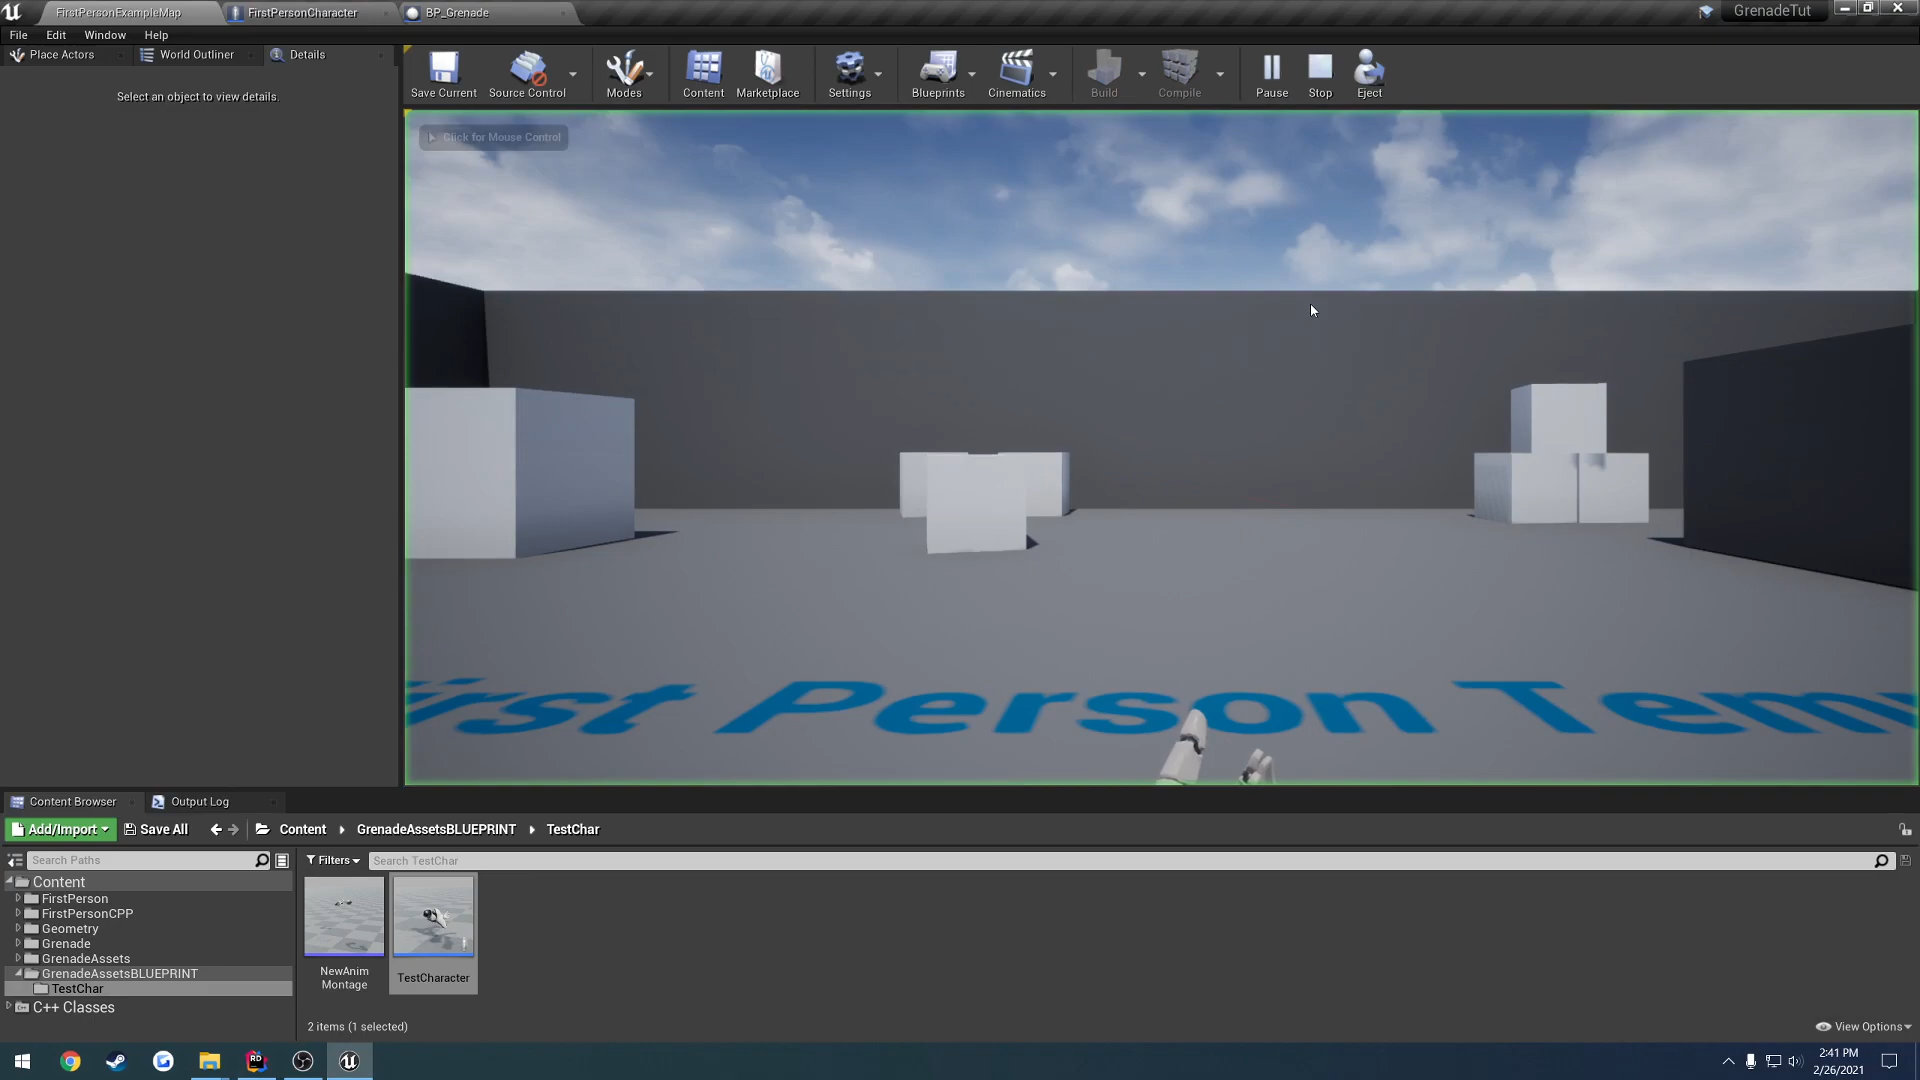 FirstPersonExampleMap
FirstPersonCharacter
BP_Grenade
GrenadeTut
File
Edit
Window
Help
Place Actors
World Outliner
Details
Select an object to view details.
Save Current
Source Control
Modes
Content
Marketplace
Settings
Blueprints
Cinematics
Build
Compile
Pause
Stop
Eject
Click for Mouse Control
irst Person Tem
Content Browser
Output Log
Add/Import
Save All
Content
GrenadeAssetsBLUEPRINT
TestChar
Search Paths
Filters
Search TestChar
Content
FirstPerson
FirstPersonCPP
Geometry
Grenade
GrenadeAssets
GrenadeAssetsBLUEPRINT
TestChar
C++ Classes
NewAnim
Montage
TestCharacter
2 items (1 selected)
View Options
RD
2:41 PM
2/26/2021